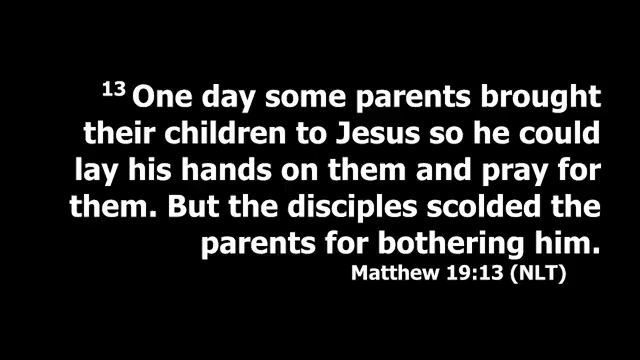 13 One day some parents brought
their children to Jesus so he could
lay his hands on them and pray for
them. But the disciples scolded the
parents for bothering him.
Matthew 19:13 (NLT)